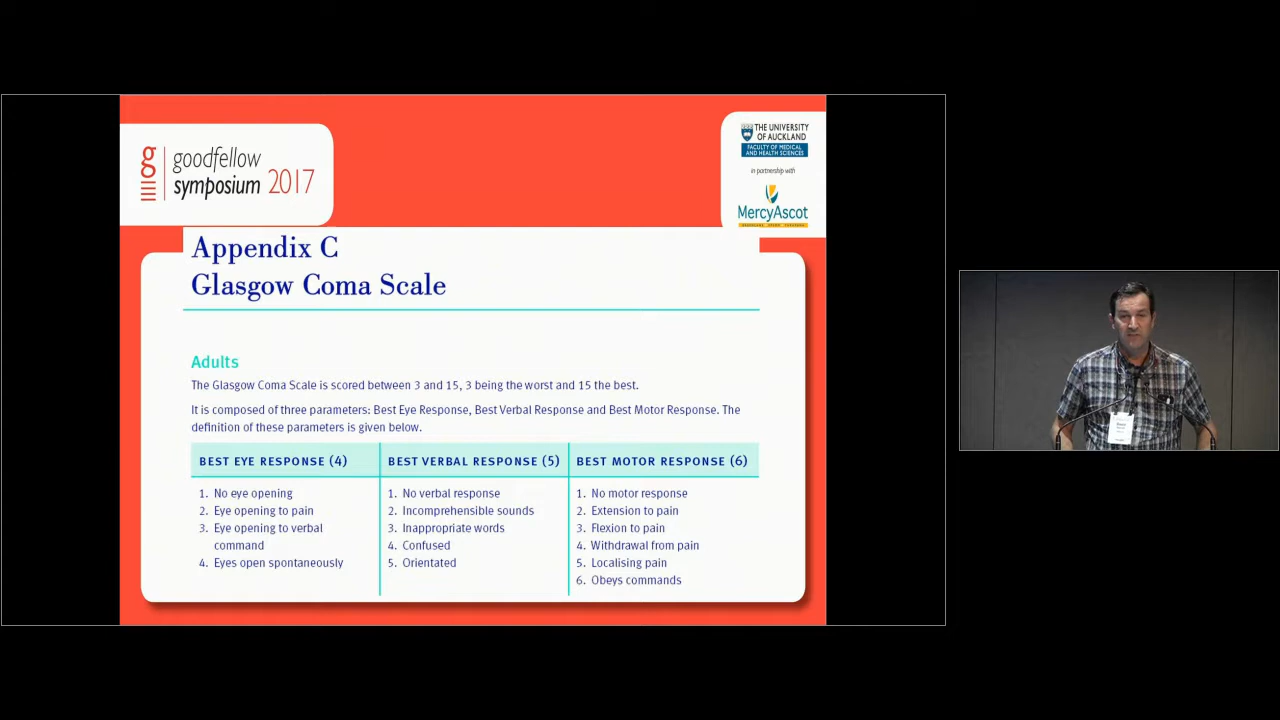 goodfellow
symposium 2017
THE UNIVERSITY
OF AUCKLAND
FACULTY OF MEDICAL
AND HEALTH SCIENCES
in partnership with
MercyAscot
Appendix C
Glasgow Coma Scale
Adults
The Glasgow Coma Scale is scored between 3 and 15, 3 being the worst and 15 the best.
It is composed of three parameters: Best Eye Response, Best Verbal Response and Best Motor Response. The
definition of these parameters is given below.
BEST EYE RESPONSE (4)
1. No eye opening
2. Eye opening to pain
3. Eye opening to verbal
command
4. Eyes open spontaneously
BEST VERBAL RESPONSE (5)
1. No verbal response
2. Incomprehensible sounds
3. Inappropriate words
4. Confused
5. Orientated
BEST MOTOR RESPONSE (6)
1. No motor response
2. Extension to pain
3. Flexion to pain
4. Withdrawal from pain
5. Localising pain
6. Obeys commands